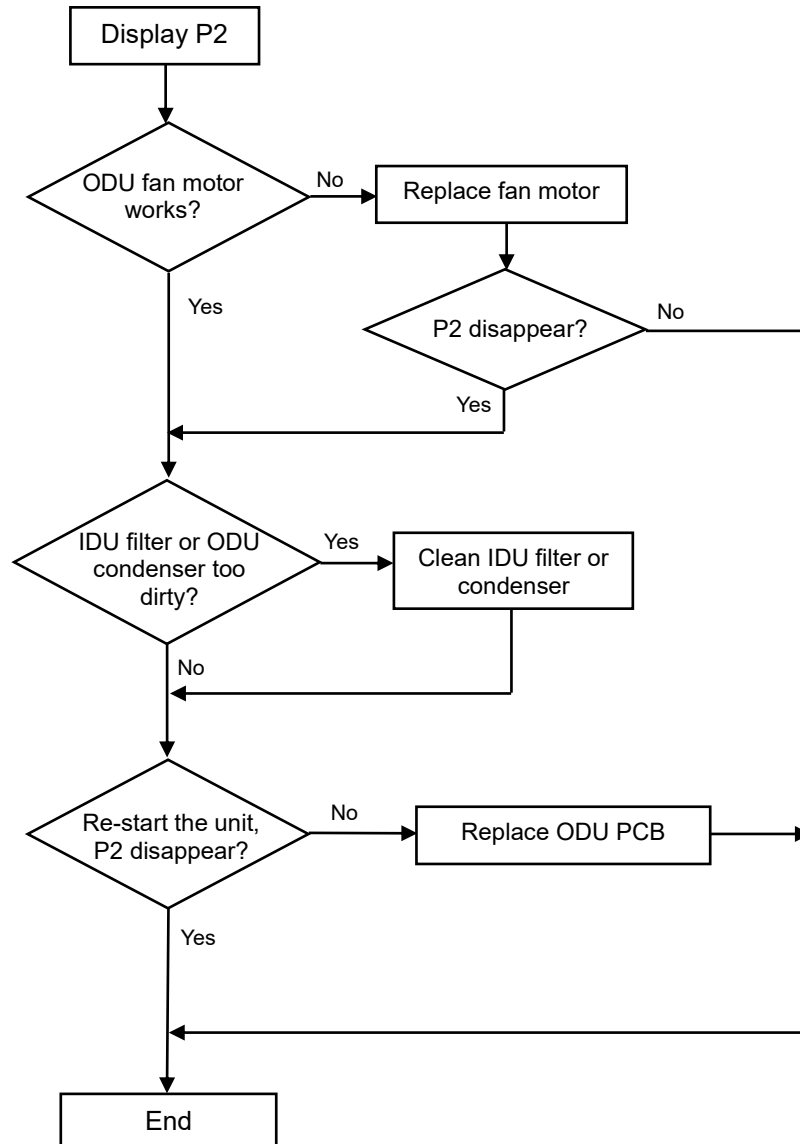 Display P2
ODU fan motor
works?
No
Replace fan motor
Yes
P2 disappear?
No
Yes
IDU filter or ODU
condenser too
dirty?
Yes
Clean IDU filter or
condenser
No
Re-start the unit,
P2 disappear?
No
Replace ODU PCB
Yes
End